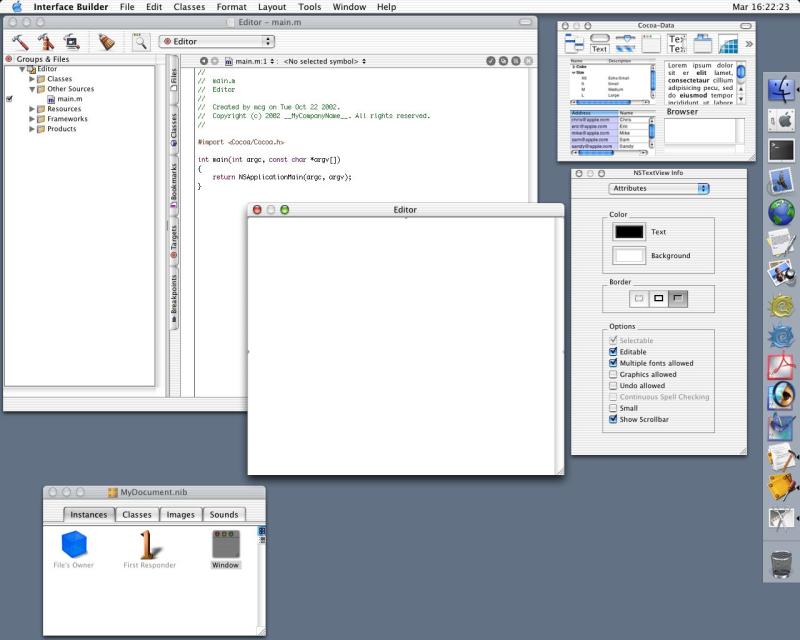 Interface Builder File Edit Classes Format Layout Tools Window Help Mar 16:22:23
Editor - main.m
Editor
Groups & Files
Editor
Classes
Other Sources
main.m
Resources
Frameworks
Products
Files
Classes
Bookmarks
Targets
Breakpoints
main.m:1 : <No selected symbol>
//
// main.m
// Editor
//
// Created by mcg on Tue Oct 22 2002.
// Copyright (c) 2002 __MyCompanyName__. All rights reserved.
//
#import <Cocoa/Cocoa.h>
int main(int argc, const char *argv[])
{
return NSApplicationMain(argc, argv);
}
Cocoa-Data
Text
Name Description
Color
Size
XS Extra Small
S Small
M Medium
L Large
Lorem ipsum dolor
sit er elit lamet,
consectetaur cillium
adipisicing pecu, sed
do eiusmod tempor
incididunt ut labore
Address Name
chris@apple.com Chris
eric@apple.com Eric
mike@apple.com Mike
sam@apple.com Sam
sandy@apple.com Sandy
Browser
NSTextView Info
Attributes
Color
Text
Background
Border
Options
Selectable
Editable
Multiple fonts allowed
Graphics allowed
Undo allowed
Continuous Spell Checking
Small
Show Scrollbar
Editor
MyDocument.nib
Instances Classes Images Sounds
File's Owner First Responder Window